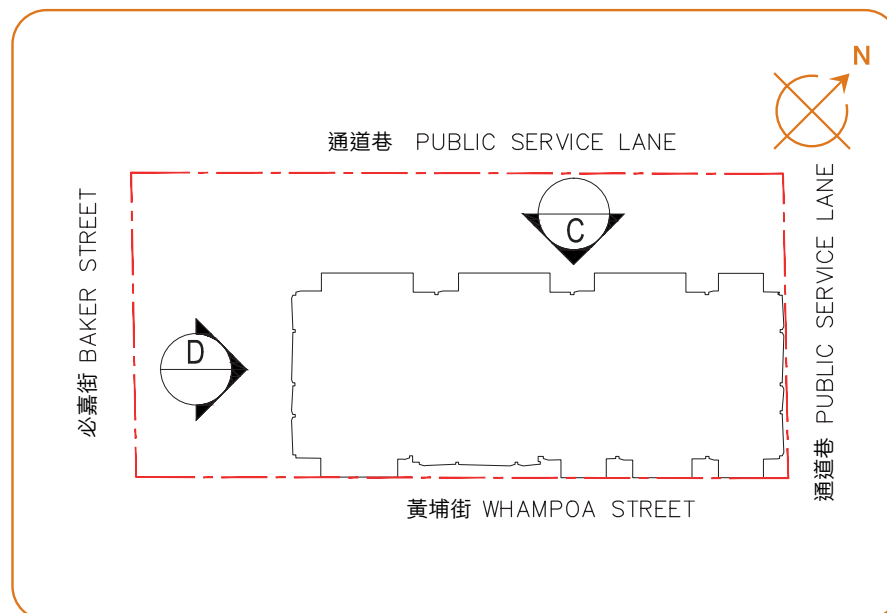 N
通道巷 PUBLIC SERVICE LANE
必嘉街 BAKER STREET
C
D
通道巷 PUBLIC SERVICE LANE
黃埔街 WHAMPOA STREET